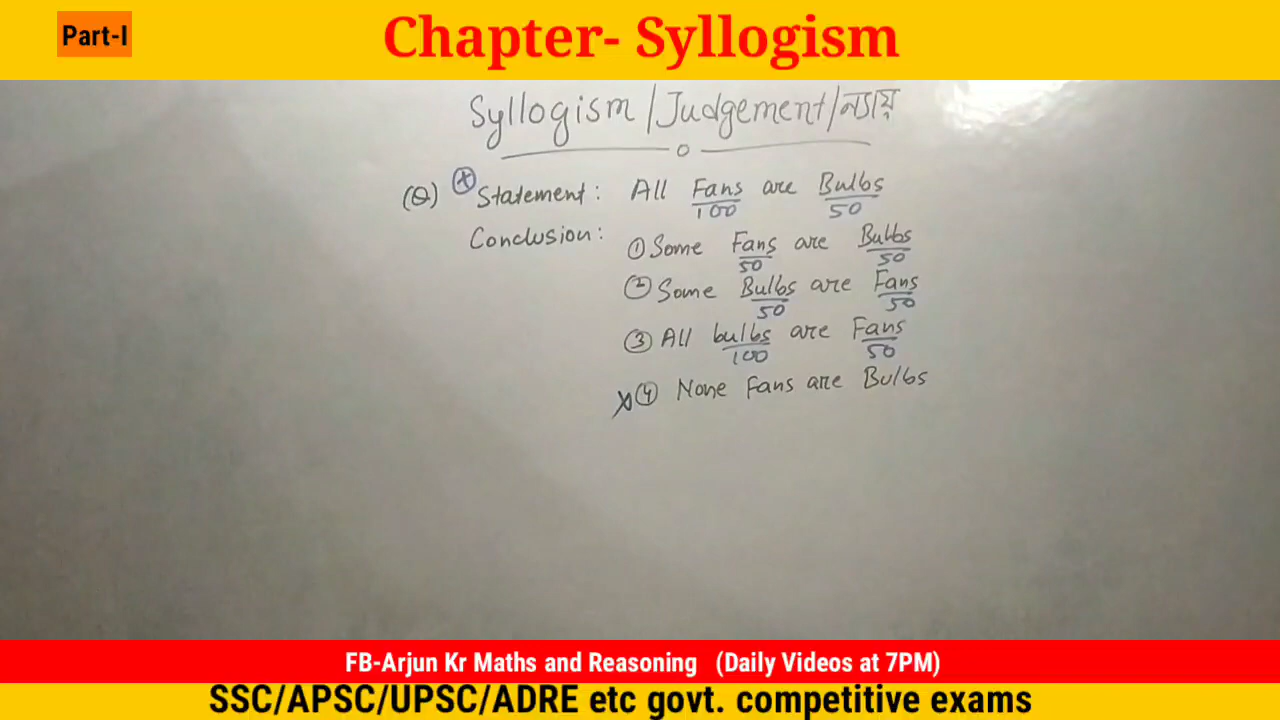 Part-I
Chapter- Syllogism
Syllogism/Judgement/ন্যায়
(Q) + Statement: All Fans are Bulbs
100 50
Conclusion: ① Some Fans are Bulbs
50 50
② Some Bulbs are Fans
50 50
③ All bulbs are Fans
100 50
④ None Fans are Bulbs
FB-Arjun Kr Maths and Reasoning (Daily Videos at 7PM)
SSC/APSC/UPSC/ADRE etc govt. competitive exams